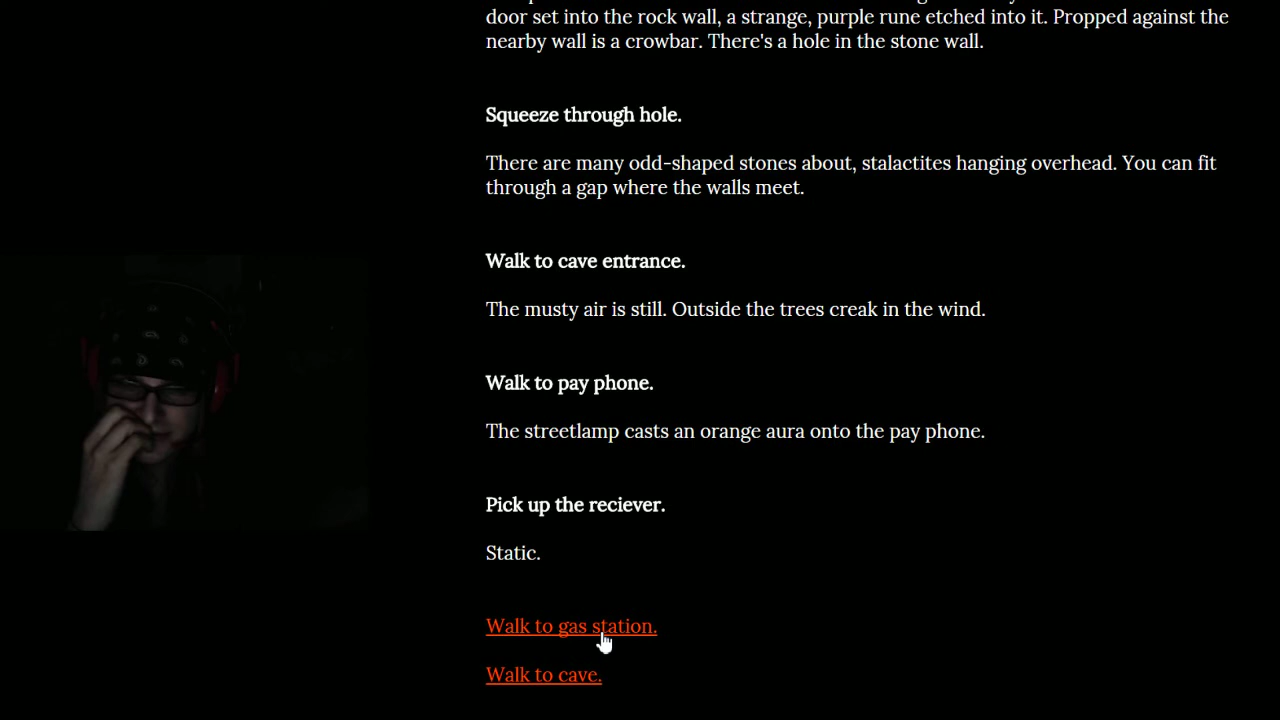 door set into the rock wall, a strange, purple rune etched into it. Propped against the
nearby wall is a crowbar. There's a hole in the stone wall.
Squeeze through hole.
There are many odd-shaped stones about, stalactites hanging overhead. You can fit
through a gap where the walls meet.
Walk to cave entrance.
The musty air is still. Outside the trees creak in the wind.
Walk to pay phone.
The streetlamp casts an orange aura onto the pay phone.
Pick up the reciever.
Static.
Walk to gas station.
Walk to cave.